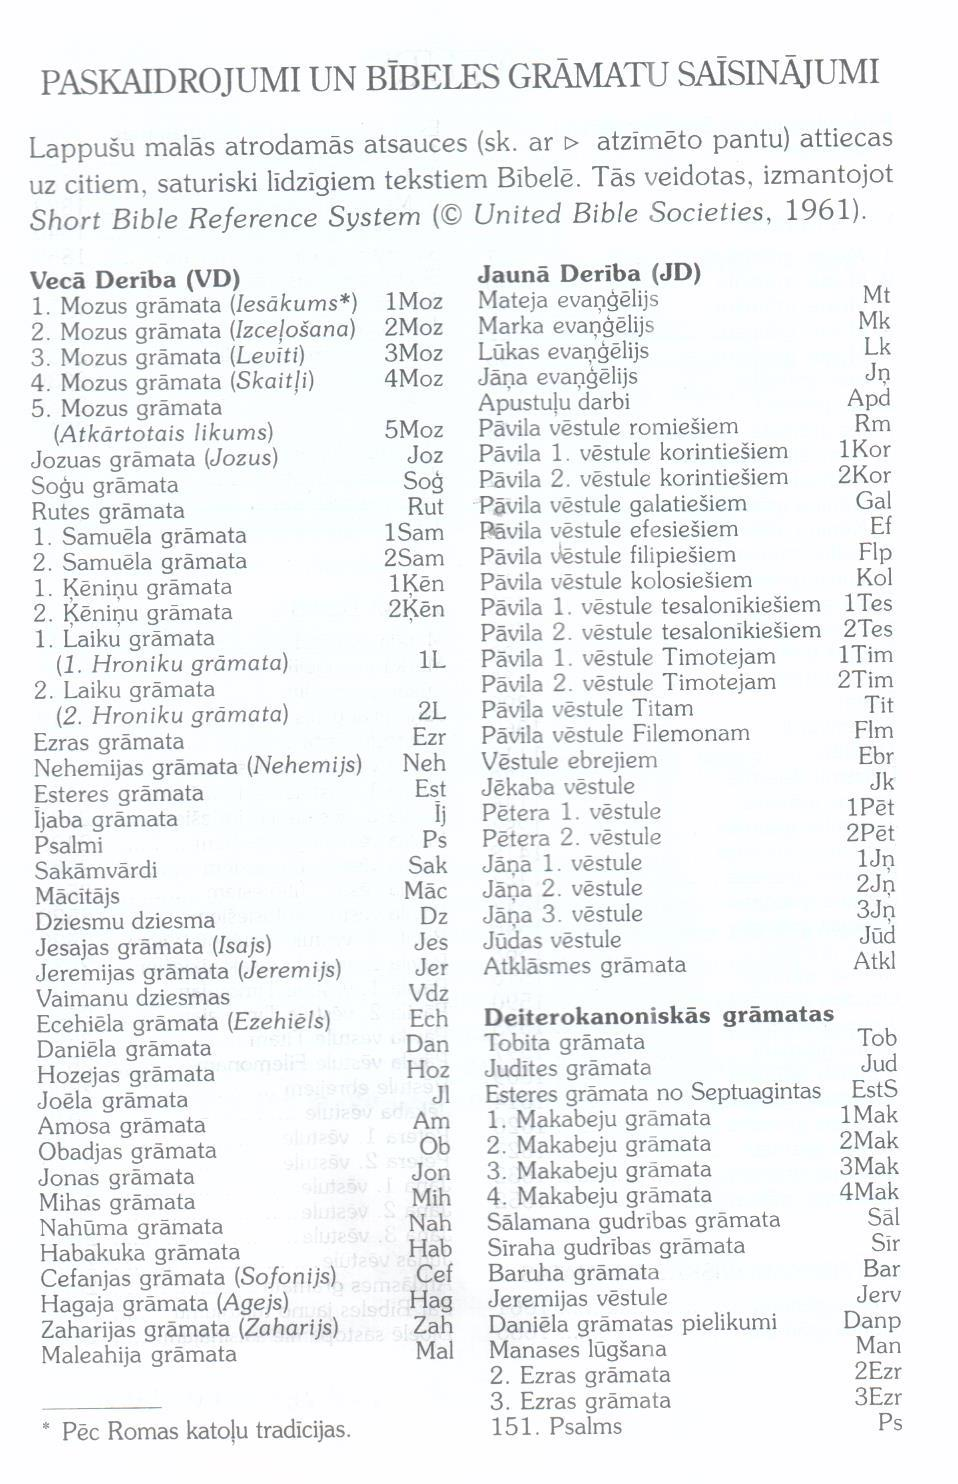 PASKAIDROJUMI UN BĪBELES GRĀMATU SAĪSINĀJUMI
Lappušu malās atrodamās atsauces (sk. ar ▷ atzīmēto pantu) attiecas
uz citiem, saturiski līdzīgiem tekstiem Bībelē. Tās veidotas, izmantojot
Short Bible Reference System (© United Bible Societies, 1961).
Vecā Derība (VD)
1. Mozus grāmata (Iesākums*) 1Moz
2. Mozus grāmata (Izceļošana) 2Moz
3. Mozus grāmata (Levīti) 3Moz
4. Mozus grāmata (Skaitļi) 4Moz
5. Mozus grāmata
(Atkārtotais likums) 5Moz
Jozuas grāmata (Jozus) Joz
Soģu grāmata Soģ
Rutes grāmata Rut
1. Samuēla grāmata 1Sam
2. Samuēla grāmata 2Sam
1. Ķēniņu grāmata 1Ķēn
2. Ķēniņu grāmata 2Ķēn
1. Laiku grāmata
(1. Hroniku grāmata) 1L
2. Laiku grāmata
(2. Hroniku grāmata) 2L
Ezras grāmata Ezr
Nehemijas grāmata (Nehemijs) Neh
Esteres grāmata Est
Ījaba grāmata Īj
Psalmi Ps
Sakāmvārdi Sak
Mācītājs Māc
Dziesmu dziesma Dz
Jesajas grāmata (Isajs) Jes
Jeremijas grāmata (Jeremijs) Jer
Vaimanu dziesmas Vdz
Ecehiēla grāmata (Ezehiēls) Ech
Daniēla grāmata Dan
Hozejas grāmata Hoz
Joēla grāmata Jl
Amosa grāmata Am
Obadjas grāmata Ob
Jonas grāmata Jon
Mihas grāmata Mih
Nahūma grāmata Nah
Habakuka grāmata Hab
Cefanjas grāmata (Sofonijs) Cef
Hagaja grāmata (Agejs) Hag
Zaharijas grāmata (Zaharijs) Zah
Maleahija grāmata Mal
* Pēc Romas katoļu tradīcijas.
Jaunā Derība (JD)
Mateja evaņģēlijs Mt
Marka evaņģēlijs Mk
Lūkas evaņģēlijs Lk
Jāņa evaņģēlijs Jņ
Apustuļu darbi Apd
Pāvila vēstule romiešiem Rm
Pāvila 1. vēstule korintiešiem 1Kor
Pāvila 2. vēstule korintiešiem 2Kor
Pāvila vēstule galatiešiem Gal
Pāvila vēstule efesiešiem Ef
Pāvila vēstule filipiešiem Flp
Pāvila vēstule kolosiešiem Kol
Pāvila 1. vēstule tesalonīkiešiem 1Tes
Pāvila 2. vēstule tesalonīkiešiem 2Tes
Pāvila 1. vēstule Timotejam 1Tim
Pāvila 2. vēstule Timotejam 2Tim
Pāvila vēstule Titam Tit
Pāvila vēstule Filemonam Flm
Vēstule ebrejiem Ebr
Jēkaba vēstule Jk
Pētera 1. vēstule 1Pēt
Pētera 2. vēstule 2Pēt
Jāņa 1. vēstule 1Jņ
Jāņa 2. vēstule 2Jņ
Jāņa 3. vēstule 3Jņ
Jūdas vēstule Jūd
Atklāsmes grāmata Atkl
Deiterokanoniskās grāmatas
Tobita grāmata Tob
Juditēs grāmata Jud
Esteres grāmata no Septuagintas EstS
1. Makabeju grāmata 1Mak
2. Makabeju grāmata 2Mak
3. Makabeju grāmata 3Mak
4. Makabeju grāmata 4Mak
Sālamana gudrības grāmata Sāl
Sīraha gudrības grāmata Sīr
Baruha grāmata Bar
Jeremijas vēstule Jerv
Daniēla grāmatas pielikumi Danp
Manases lūgšana Man
2. Ezras grāmata 2Ezr
3. Ezras grāmata 3Ezr
151. Psalms Ps